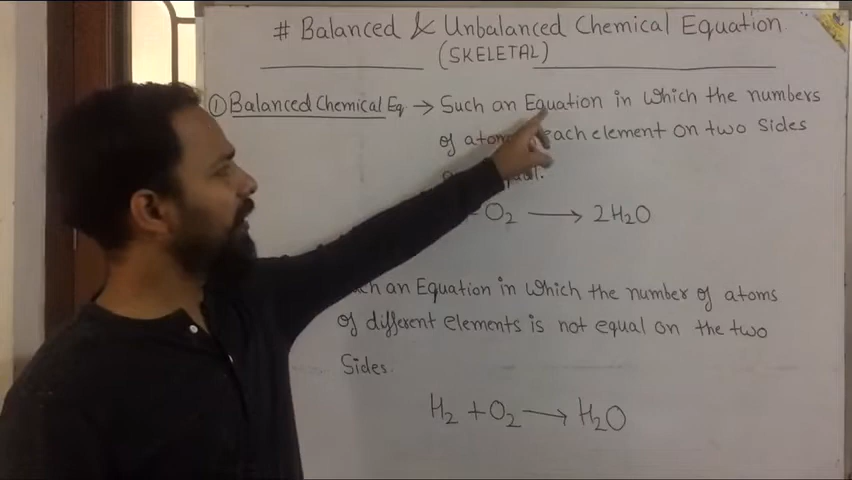 # Balanced & Unbalanced Chemical Equation
(SKELETAL)
① Balanced Chemical Eq → Such an Equation in which the numbers
of each element on two sides
O₂ → 2H₂O
an Equation in which the number of atoms
of different elements is not equal on the two
Sides.
H₂ + O₂ → H₂O